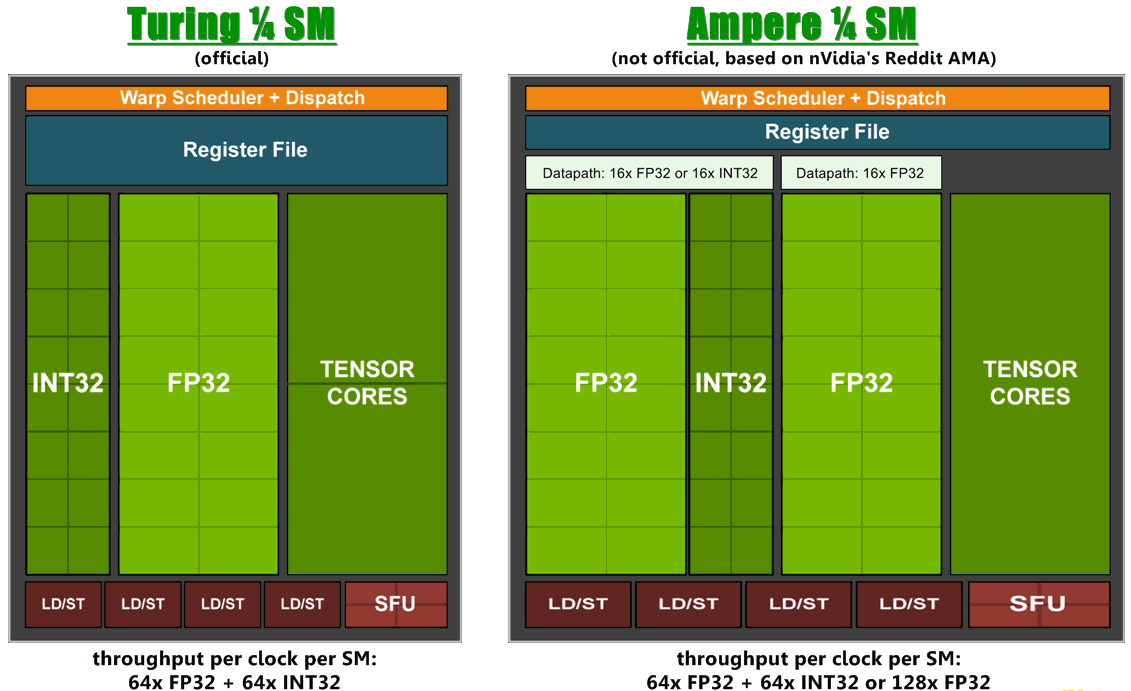 Turing ¼ SM
(official)
Warp Scheduler + Dispatch
Register File
INT32
FP32
TENSOR
CORES
LD/ST
LD/ST
LD/ST
LD/ST
SFU
throughput per clock per SM:
64x FP32 + 64x INT32
Ampere ¼ SM
(not official, based on nVidia's Reddit AMA)
Warp Scheduler + Dispatch
Register File
Datapath: 16x FP32 or 16x INT32
Datapath: 16x FP32
FP32
INT32
FP32
TENSOR
CORES
LD/ST
LD/ST
LD/ST
LD/ST
SFU
throughput per clock per SM:
64x FP32 + 64x INT32 or 128x FP32